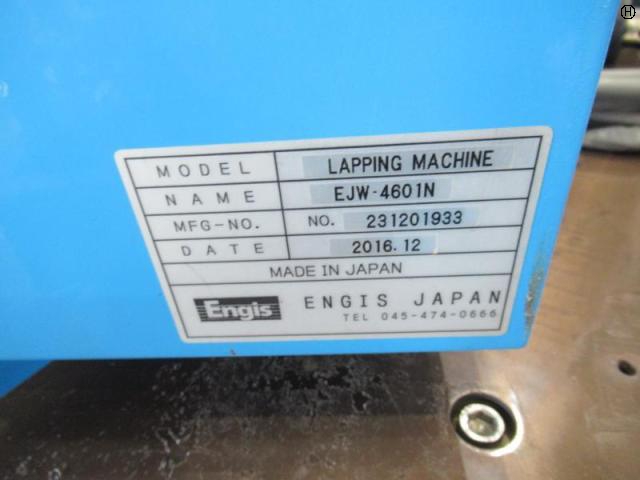 H
MODEL LAPPING MACHINE
NAME EJW-4601N
MFG-NO. NO. 231201933
DATE 2016.12
MADE IN JAPAN
Engis ENGIS JAPAN
TEL 045-474-0666